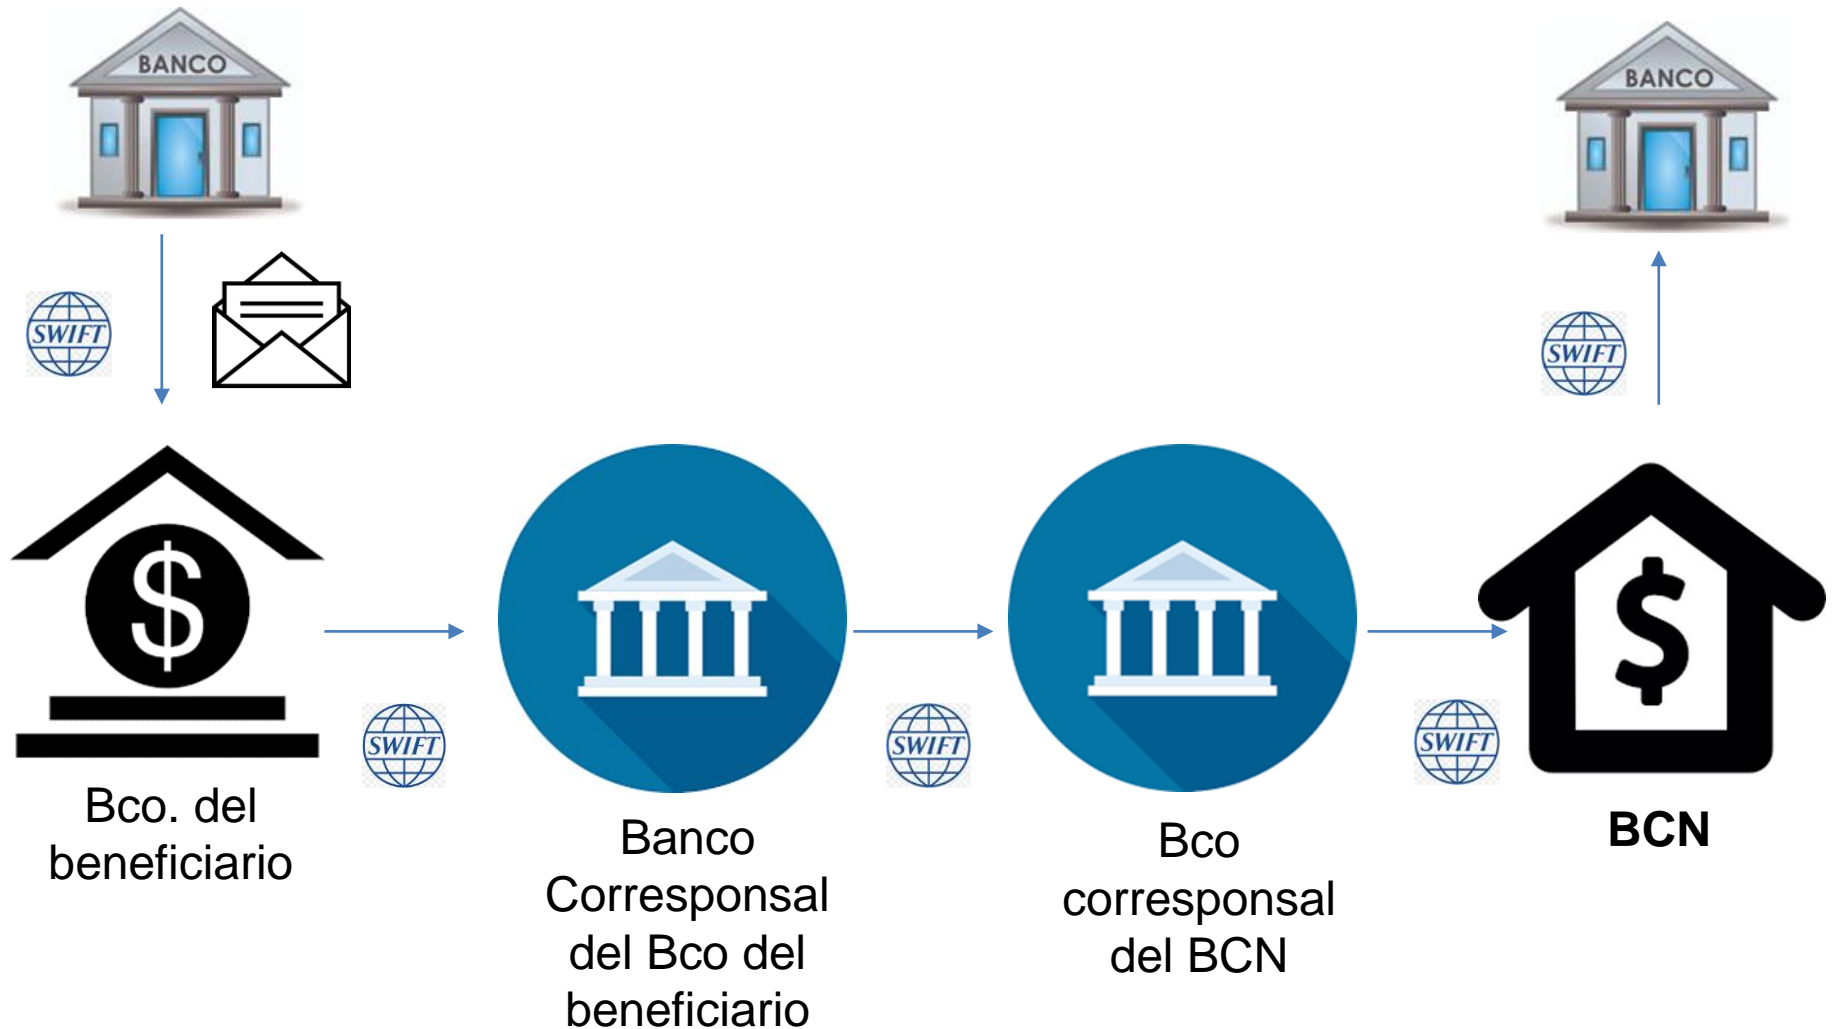 BANCO
BANCO
SWIFT
SWIFT
$
$
SWIFT
SWIFT
SWIFT
Bco. del
beneficiario
Banco
Corresponsal
del Bco del
beneficiario
Bco
corresponsal
del BCN
BCN